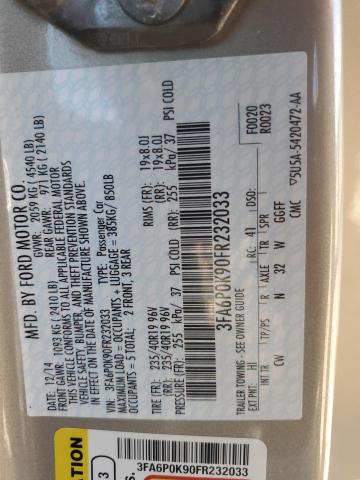 MFD. BY FORD MOTOR CO.
12/14 GVWR: 2059 KG (4540 LB)
FRONT GAWR: 1093 KG (2410 LB) REAR GAWR: 971 KG (2140 LB)
THIS VEHICLE CONFORMS TO ALL APPLICABLE FEDERAL MOTOR
VEHICLE SAFETY, BUMPER, AND THEFT PREVENTION STANDARDS
IN EFFECT ON THE DATE OF MANUFACTURE SHOWN ABOVE.
VIN: 3FA6P0K90FR232033 TYPE: Passenger Car
MAXIMUM LOAD = OCCUPANTS + LUGGAGE = 385KG/ 850LB
OCCUPANTS = 5 TOTAL: 2 FRONT, 3 REAR
TIRE (FR): 235/40R19 96V RIMS (FR): 19x8.0J
TIRE (RR): 235/40R19 96V RIMS (RR): 19x8.0J
PRESSURE (FR): 255 kPa/ 37 PSI COLD (RR): 255 kPa/ 37 PSI COLD
3FA6P0K90FR232033
F0020
R0023
TRAILER TOWING - SEE OWNER GUIDE
EXT PNT: HI RC: 41 DSO:
TP/PS R AXLE TR SPR
CW N 32 W GGFF
CMC ▽5U5A-5420472-AA
3FA6P0K90FR232033